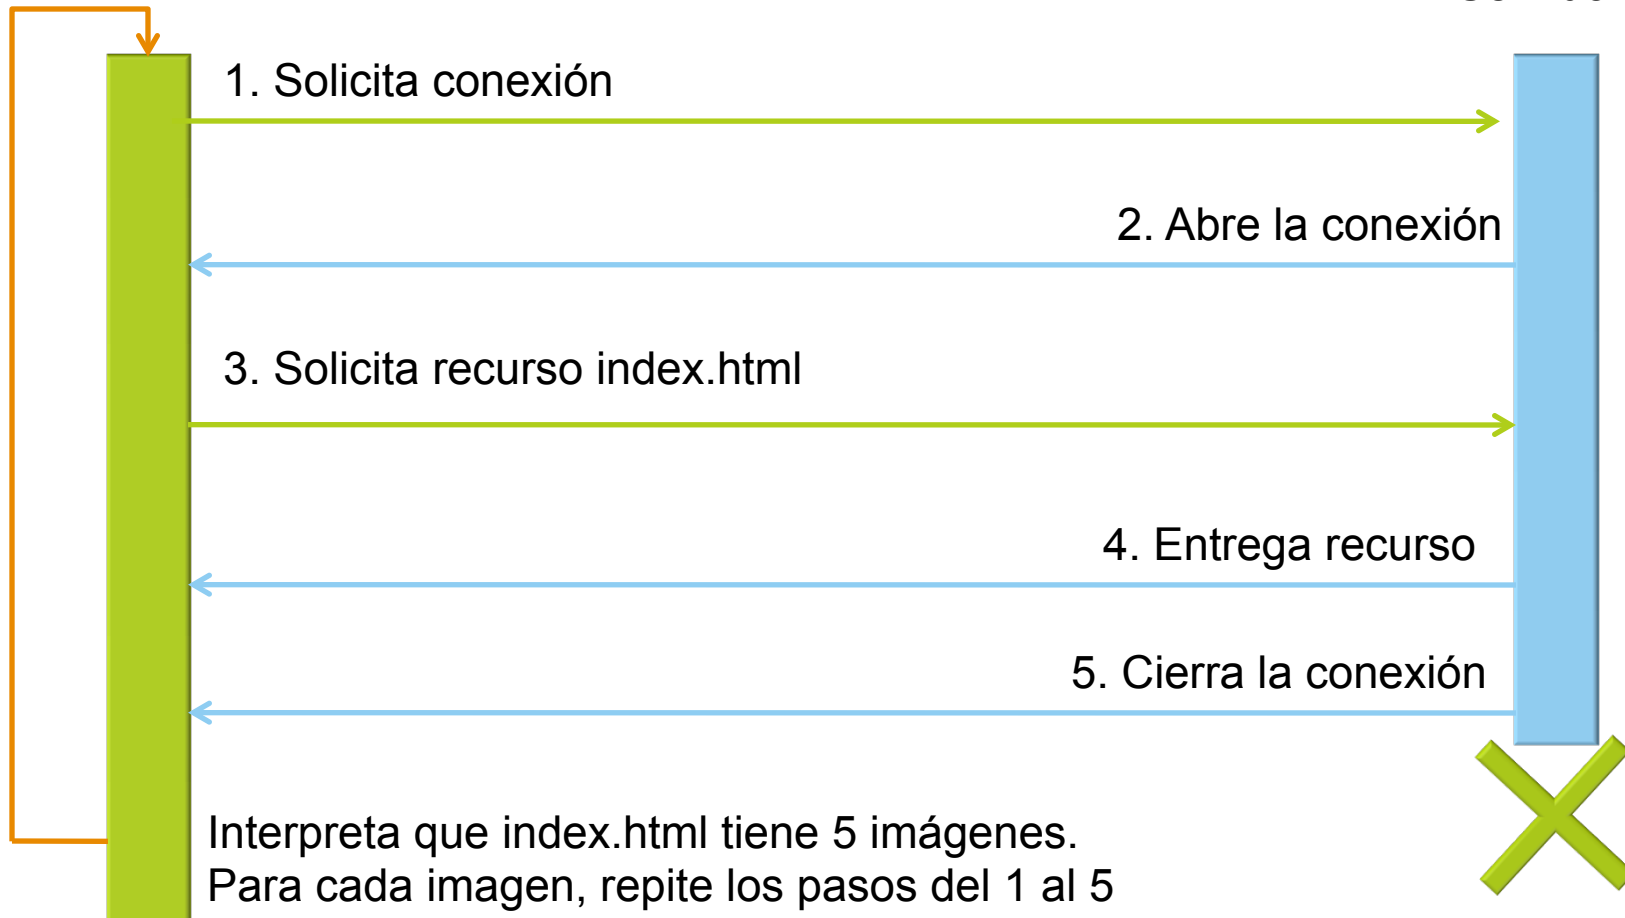 1. Solicita conexión
2. Abre la conexión
3. Solicita recurso index.html
4. Entrega recurso
5. Cierra la conexión
Interpreta que index.html tiene 5 imágenes.
Para cada imagen, repite los pasos del 1 al 5